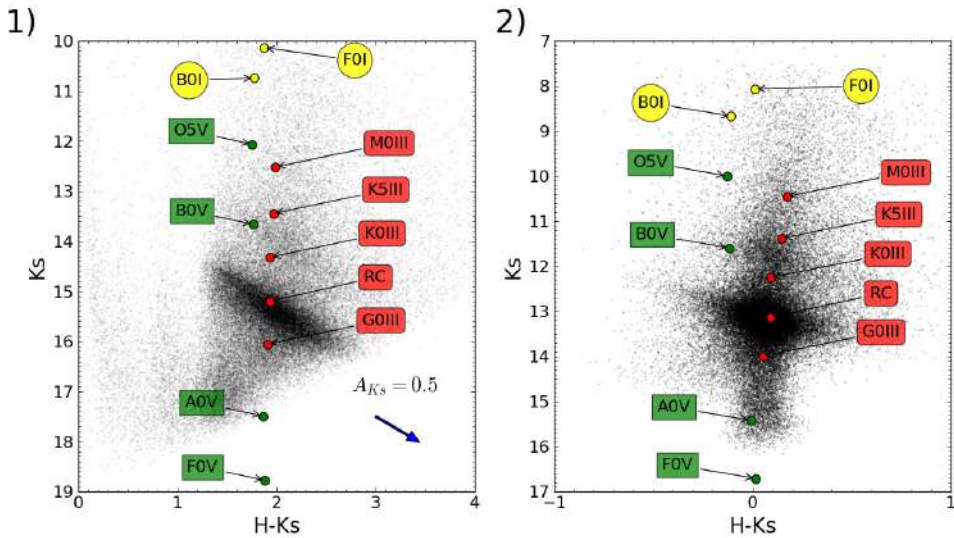 1)
10
11
12
13
14
15
16
17
18
19
Ks
0
1
2
3
4
H-Ks
F0I
B0I
O5V
M0III
K5III
B0V
K0III
RC
G0III
A_{Ks} = 0.5
A0V
F0V
2)
7
8
9
10
11
12
13
14
15
16
17
Ks
−1
0
1
H-Ks
F0I
B0I
O5V
M0III
K5III
B0V
K0III
RC
G0III
A0V
F0V